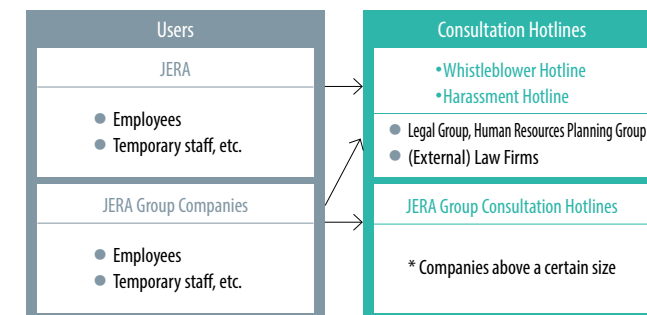 Users
JERA
● Employees
● Temporary staff, etc.
JERA Group Companies
● Employees
● Temporary staff, etc.
Consultation Hotlines
•Whistleblower Hotline
•Harassment Hotline
● Legal Group, Human Resources Planning Group
● (External) Law Firms
JERA Group Consultation Hotlines
* Companies above a certain size